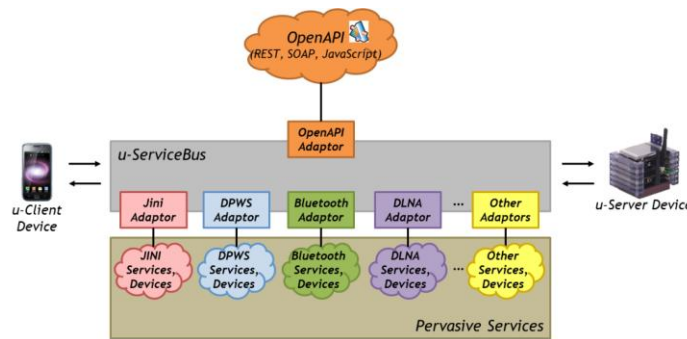 OpenAPI
(REST, SOAP, JavaScript)
OpenAPI
Adaptor
u-ServiceBus
u-Client
Device
u-Server Device
Jini
Adaptor
DPWS
Adaptor
Bluetooth
Adaptor
DLNA
Adaptor
...
Other
Adaptors
JINI
Services,
Devices
DPWS
Services,
Devices
Bluetooth
Services,
Devices
DLNA
Services,
Devices
...
Other
Services,
Devices
Pervasive Services